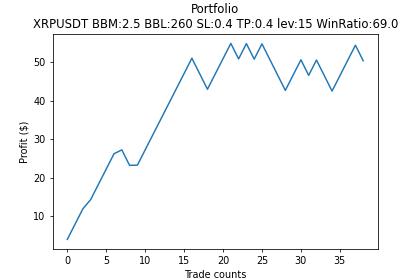 Portfolio
XRPUSDT BBM:2.5 BBL:260 SL:0.4 TP:0.4 lev:15 WinRatio:69.0
50
40
30
20
10
Profit ($)
0 5 10 15 20 25 30 35
Trade counts